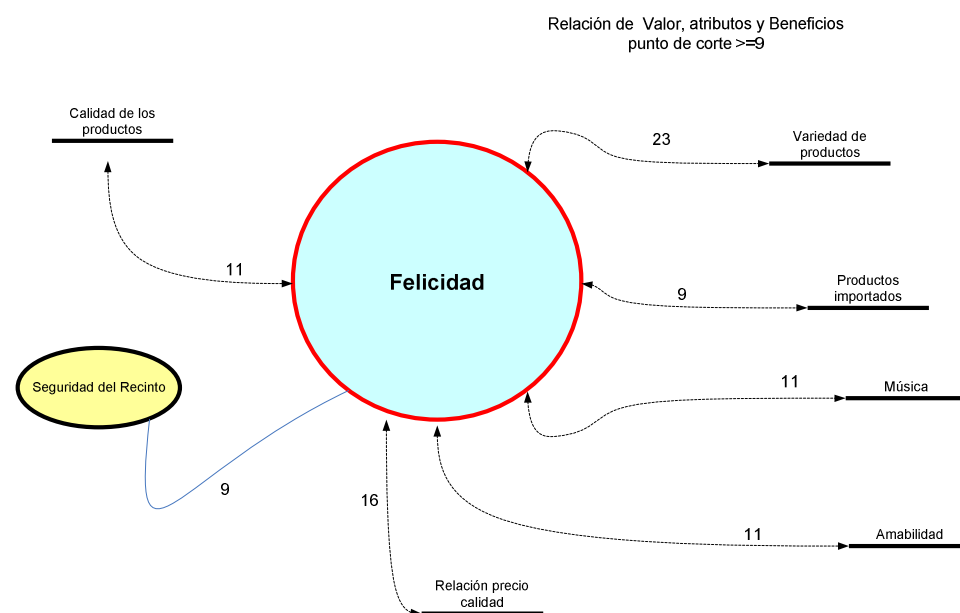 Relación de Valor, atributos y Beneficios
punto de corte >=9
Calidad de los
productos
23
Variedad de
productos
11
Felicidad
9
Productos
importados
Seguridad del Recinto
11
Música
9
16
11
Amabilidad
Relación precio
calidad